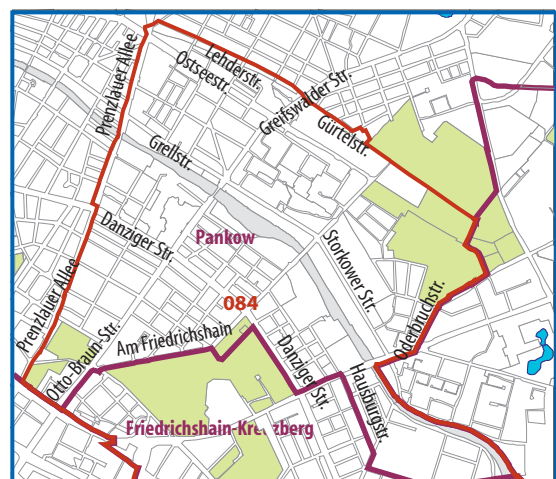 Lehderstr.
Ostseestr.
Prenzlauer Allee
Greifswalder Str.
Gürtelstr.
Grellstr.
Danziger Str.
Pankow
Storkower Str.
Prenzlauer Allee
084
Oderbruchstr.
Otto-Braun-Str.
Am Friedrichshain
Danziger Str.
Hausburgstr.
Friedrichshain-Kreuzberg